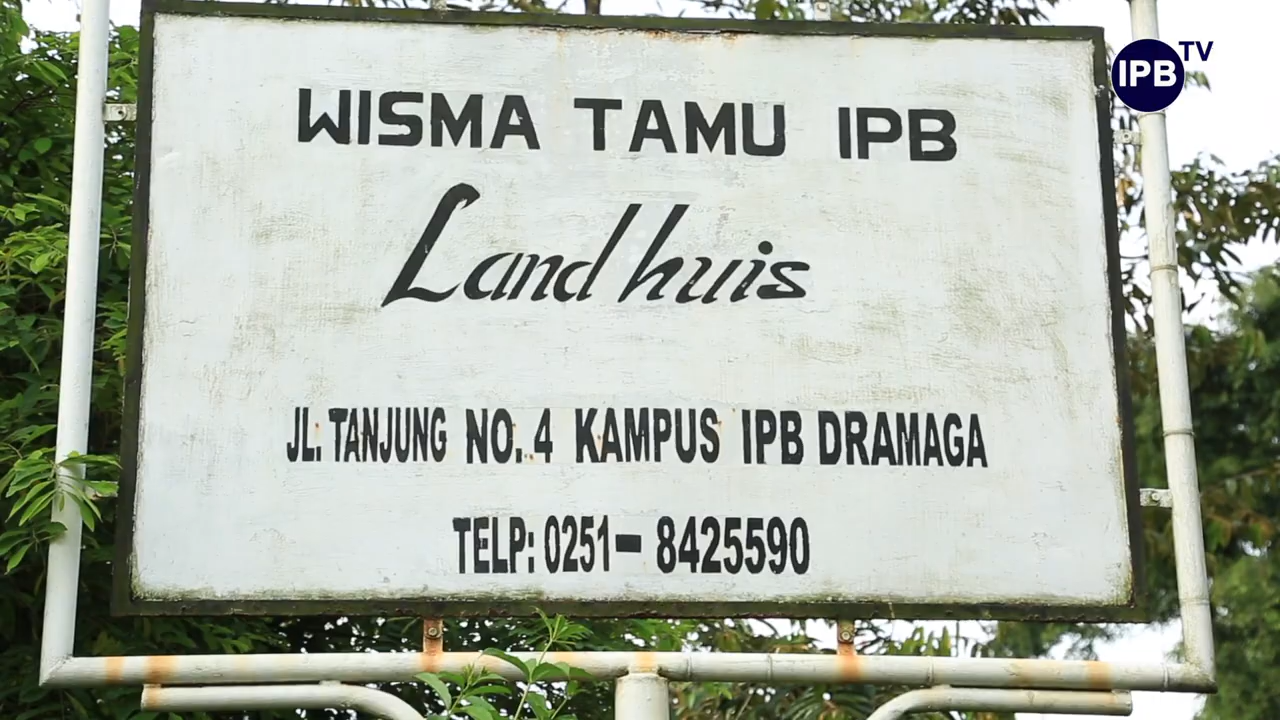 IPB TV
WISMA TAMU IPB
Landhuis
JL. TANJUNG NO. 4 KAMPUS IPB DRAMAGA
TELP: 0251- 8425590